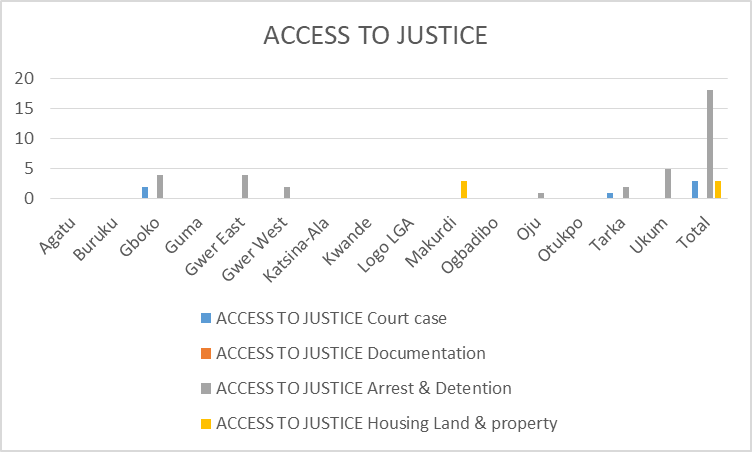 ACCESS TO JUSTICE
20
15
10
5
0
Agatu
Buruku
Gboko
Guma
Gwer East
Gwer West
Katsina-Ala
Kwande
Logo LGA
Makurdi
Ogbadibo
Oju
Otukpo
Tarka
Ukum
Total
ACCESS TO JUSTICE Court case
ACCESS TO JUSTICE Documentation
ACCESS TO JUSTICE Arrest & Detention
ACCESS TO JUSTICE Housing Land & property